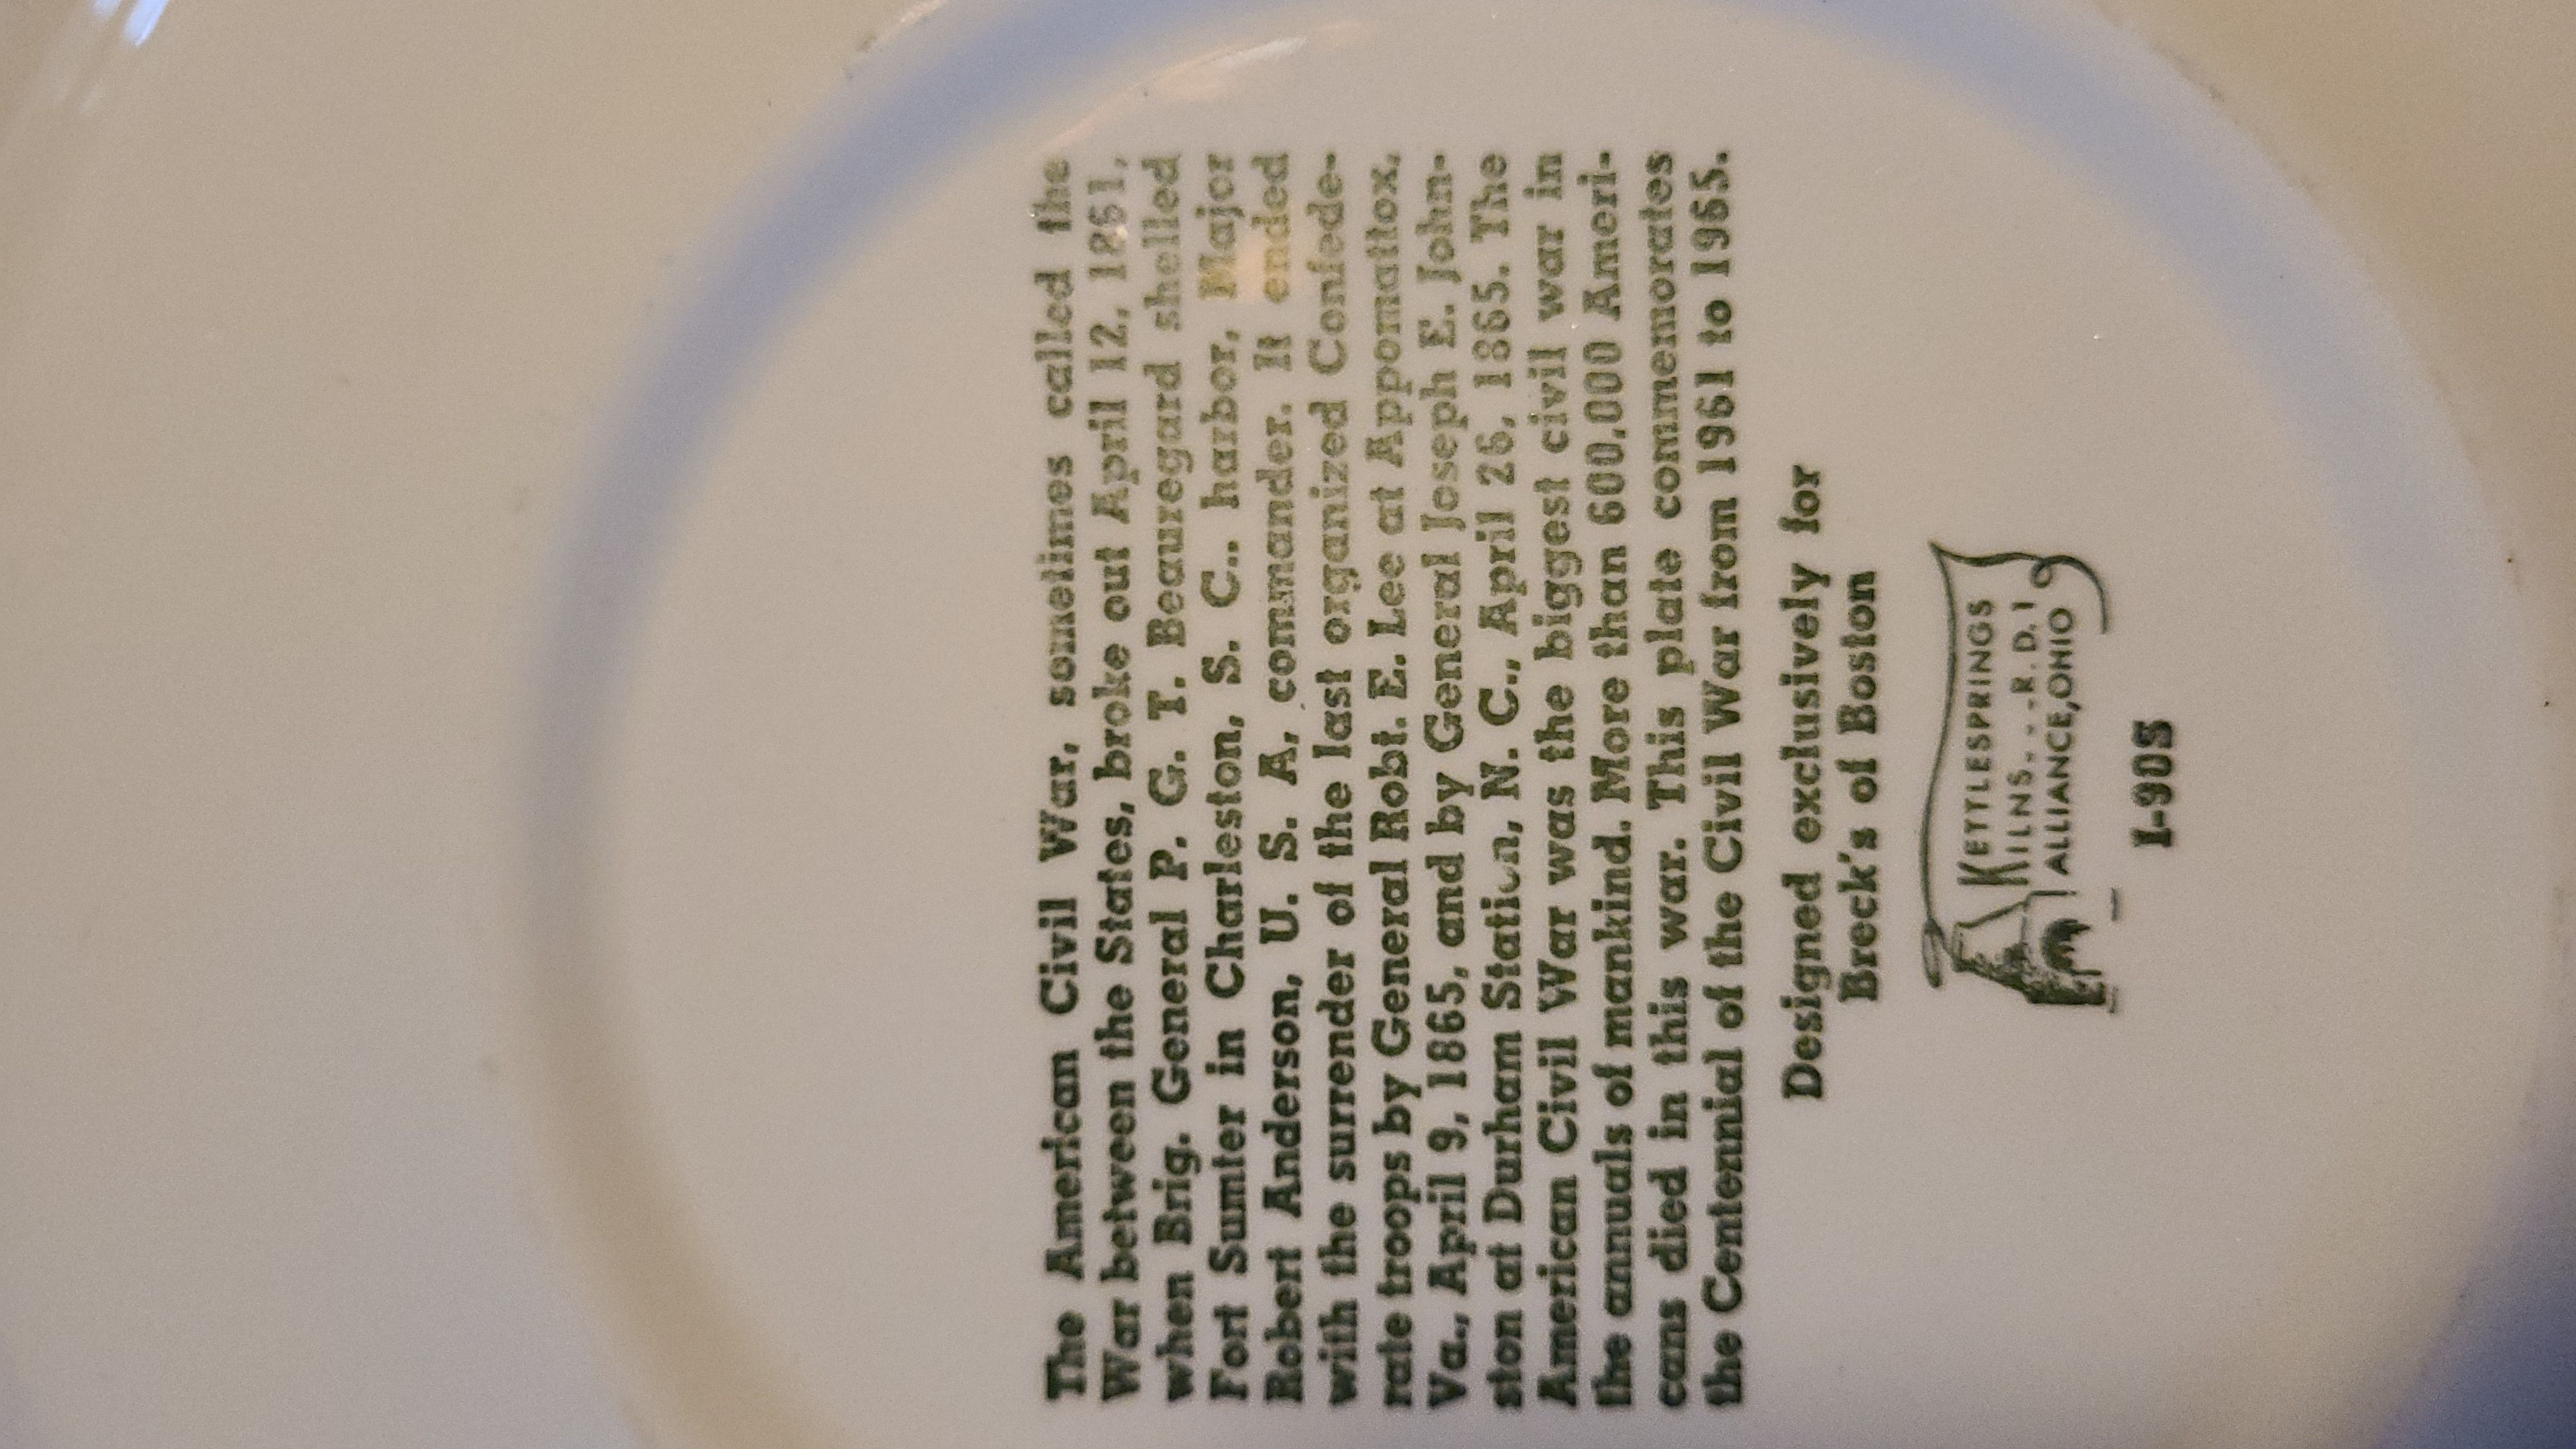 The American Civil War, sometimes called the
War between the States, broke out April 12, 1861,
when Brig. General P. G. T. Beauregard shelled
Fort Sumter in Charleston, S. C., harbor, Major
Robert Anderson, U. S. A, commander. It ended
with the surrender of the last organized Confede-
rate troops by General Robt. E. Lee at Appomattox,
Va., April 9, 1865, and by General Joseph E. John-
ston at Durham Station, N. C., April 26, 1865. The
American Civil War was the biggest civil war in
the annuals of mankind. More than 600,000 Ameri-
cans died in this war. This plate commemorates
the Centennial of the Civil War from 1961 to 1965.
Designed exclusively for
Breck's of Boston
KETTLESPRINGS
KILNS---R.D.1
ALLIANCE,OHIO
I-90S